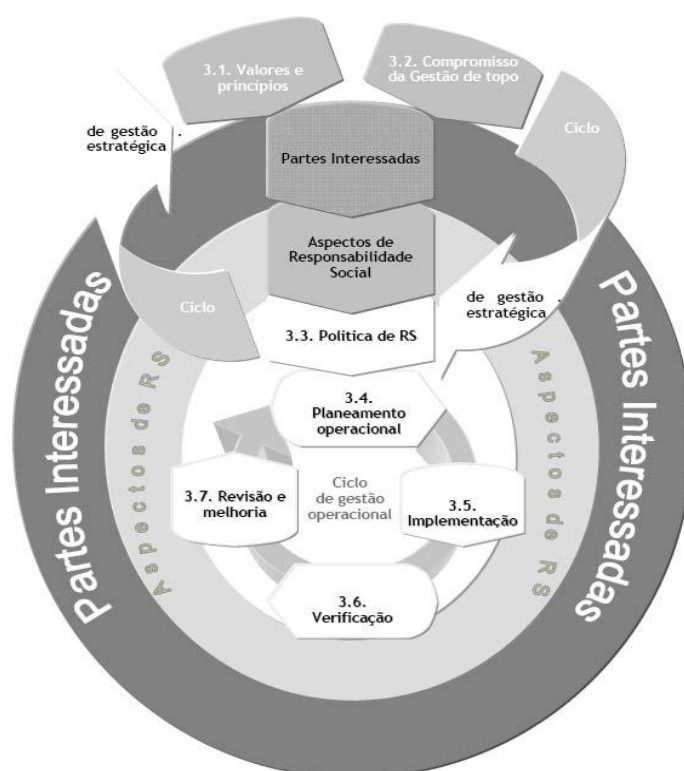 3.1. Valores e
princípios
3.2. Compromisso
da Gestão de topo
Ciclo
de gestão .
estratégica
Partes Interessadas
Aspectos de
Responsabilidade
Social
Ciclo
de gestão .
estratégica
3.3. Política de RS
Partes Interessadas
Aspectos de RS
Aspectos de RS
Partes Interessadas
3.4.
Planeamento
operacional
3.7. Revisão e
melhoria
Ciclo
de gestão
operacional
3.5.
Implementação
3.6.
Verificação